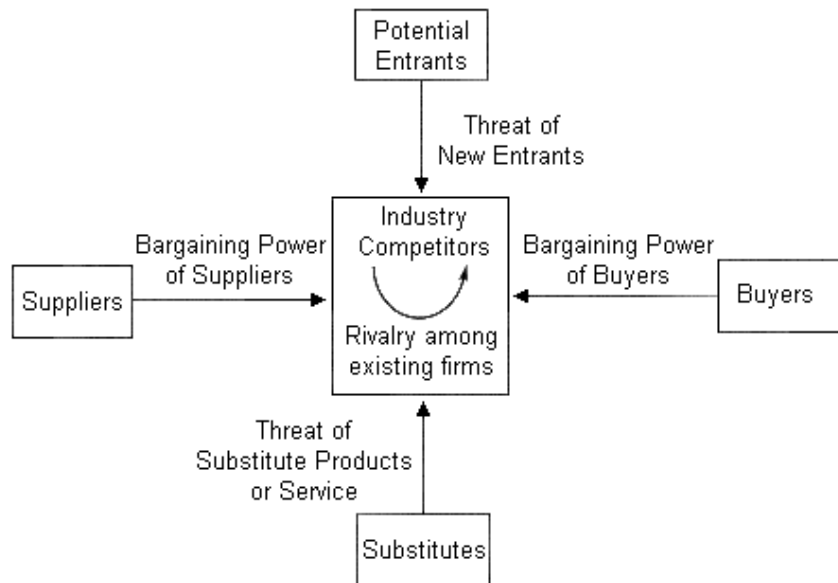 Potential
Entrants
Threat of
New Entrants
Industry
Competitors
Bargaining Power
of Suppliers
Bargaining Power
of Buyers
Suppliers
Buyers
Rivalry among
existing firms
Threat of
Substitute Products
or Service
Substitutes